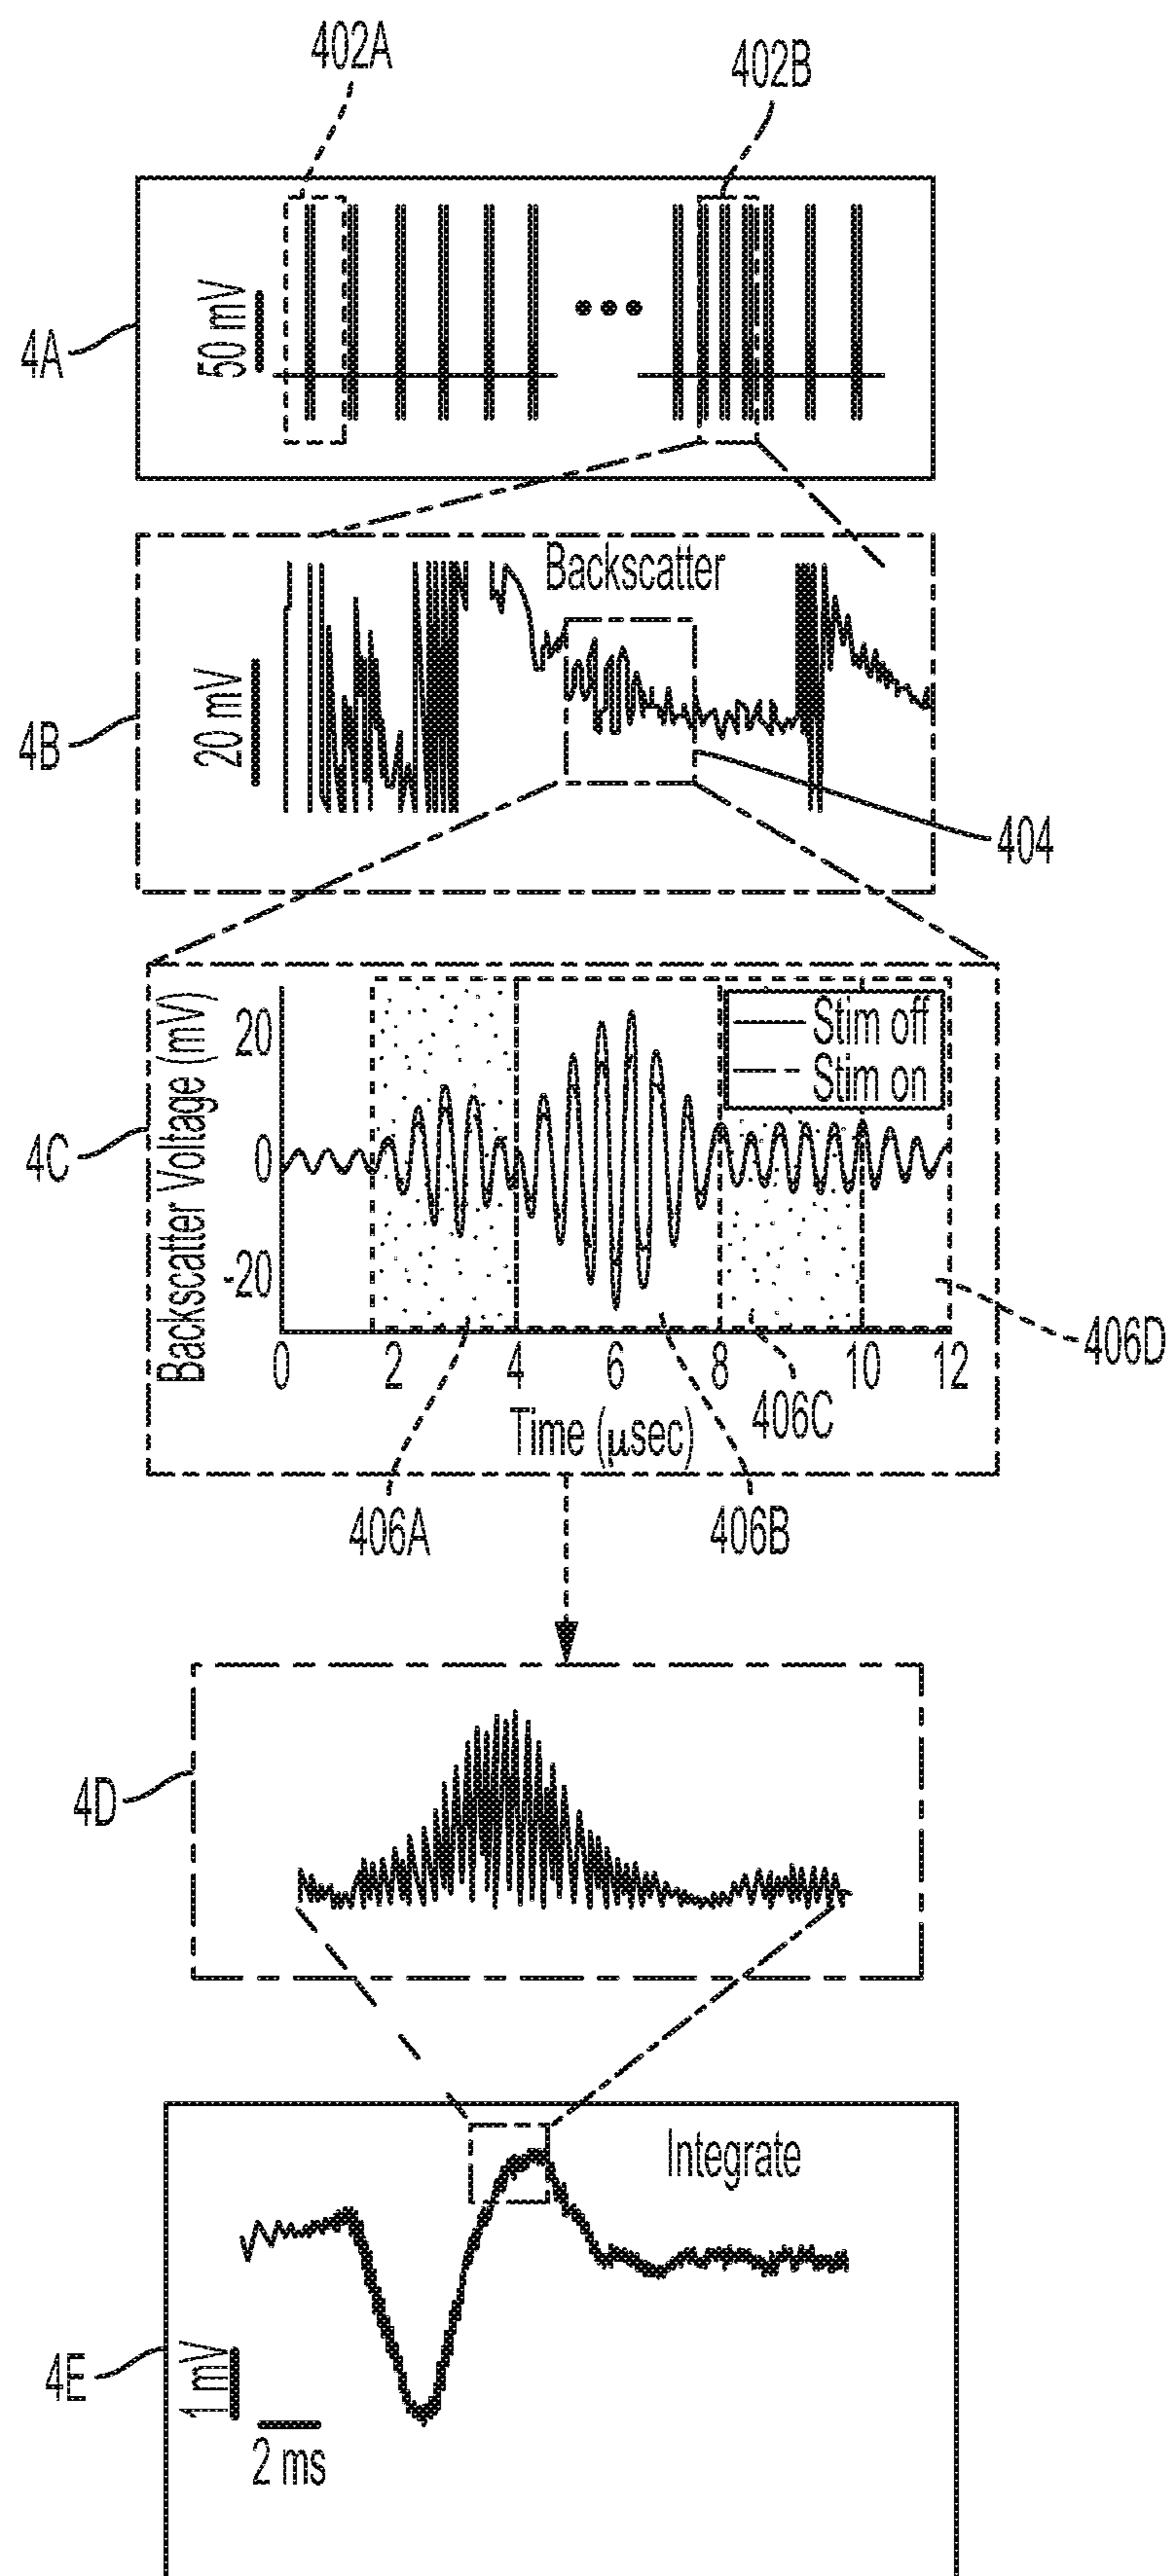 402A
402B
50 mV
4A
Backscatter
20 mV
4B
404
Backscatter Voltage (mV)
20
0
-20
Stim off
Stim on
4C
0 2 4 6 8 10 12
Time (μsec)
406A
406B
406C
406D
4D
Integrate
4E
1 mV
2 ms